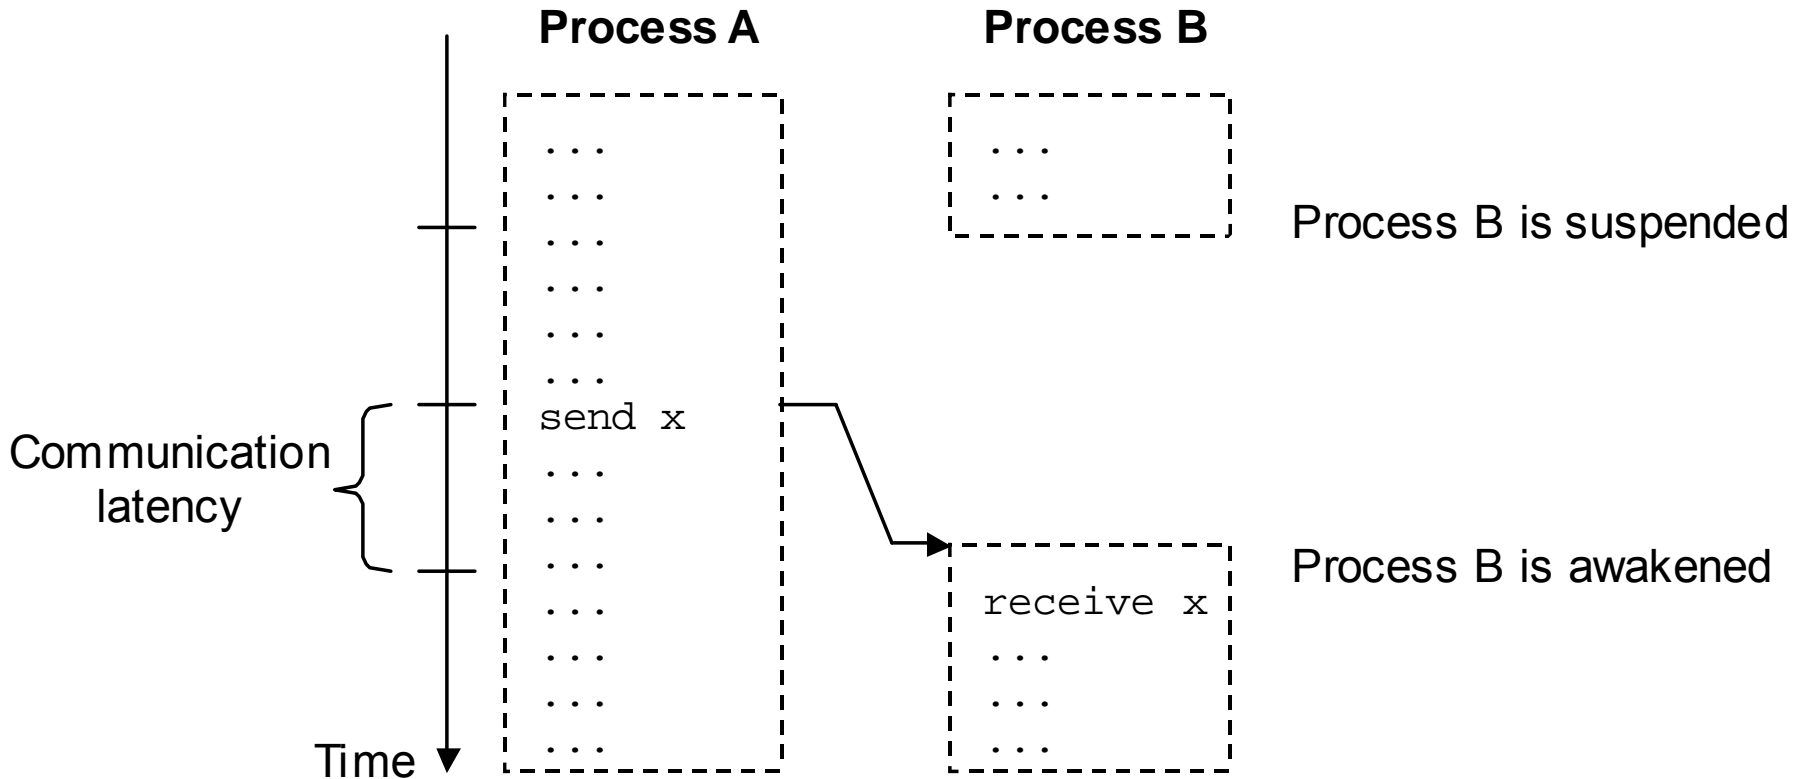 Process A
Process B
...
...
...
...
...
...
send x
...
...
...
...
...
...
...
...
...
Process B is suspended
receive x
...
...
...
Process B is awakened
Communication
latency
Time